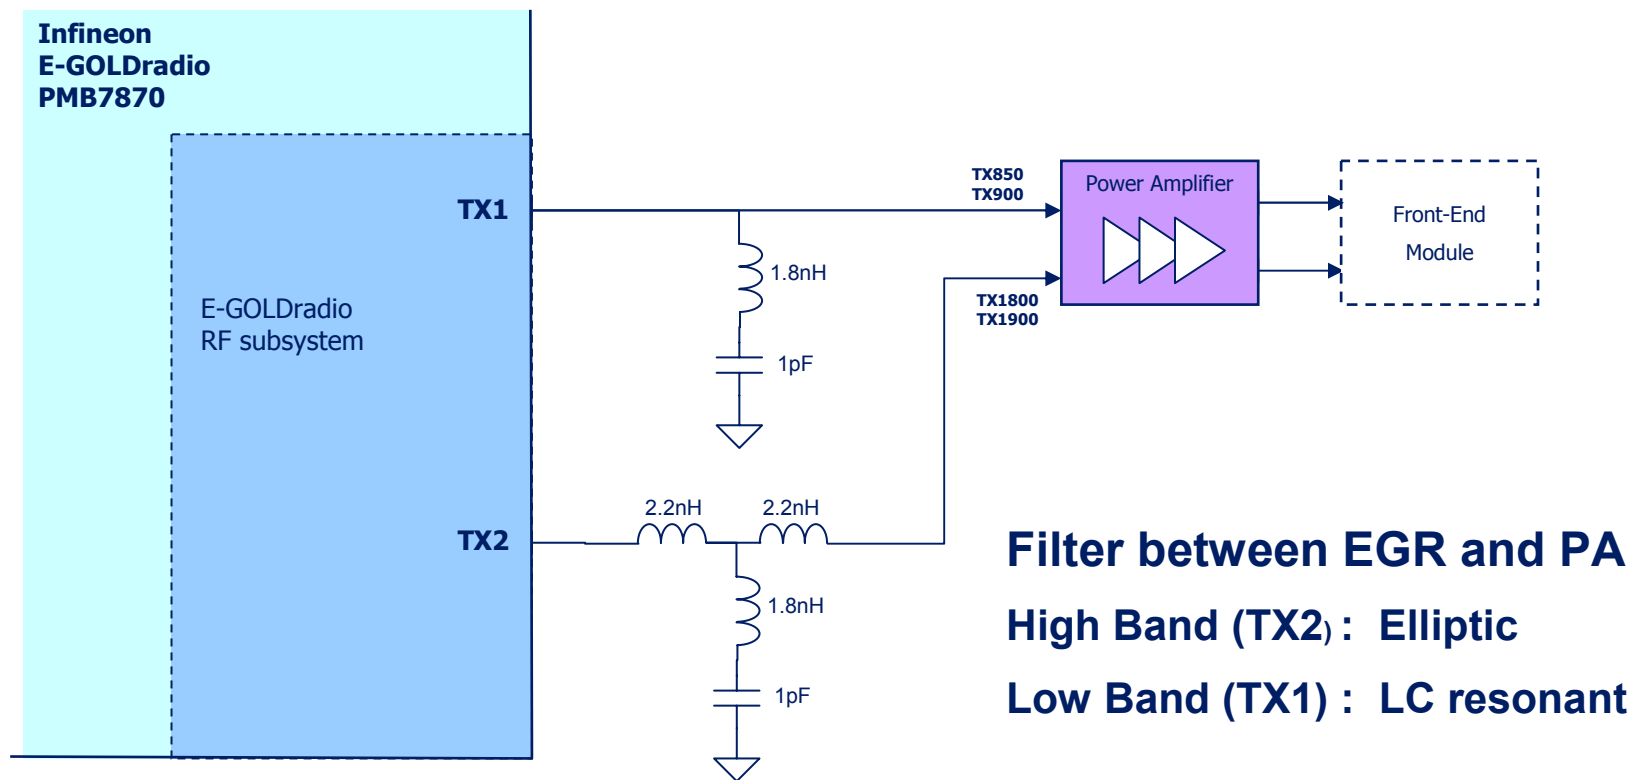 Infineon
E-GOLDradio
PMB7870
TX1
E-GOLDradio
RF subsystem
TX2
TX850
TX900
Power Amplifier
Front-End
Module
1.8nH
TX1800
TX1900
1pF
2.2nH
2.2nH
1.8nH
1pF
Filter between EGR and PA
High Band (TX2) : Elliptic
Low Band (TX1) : LC resonant